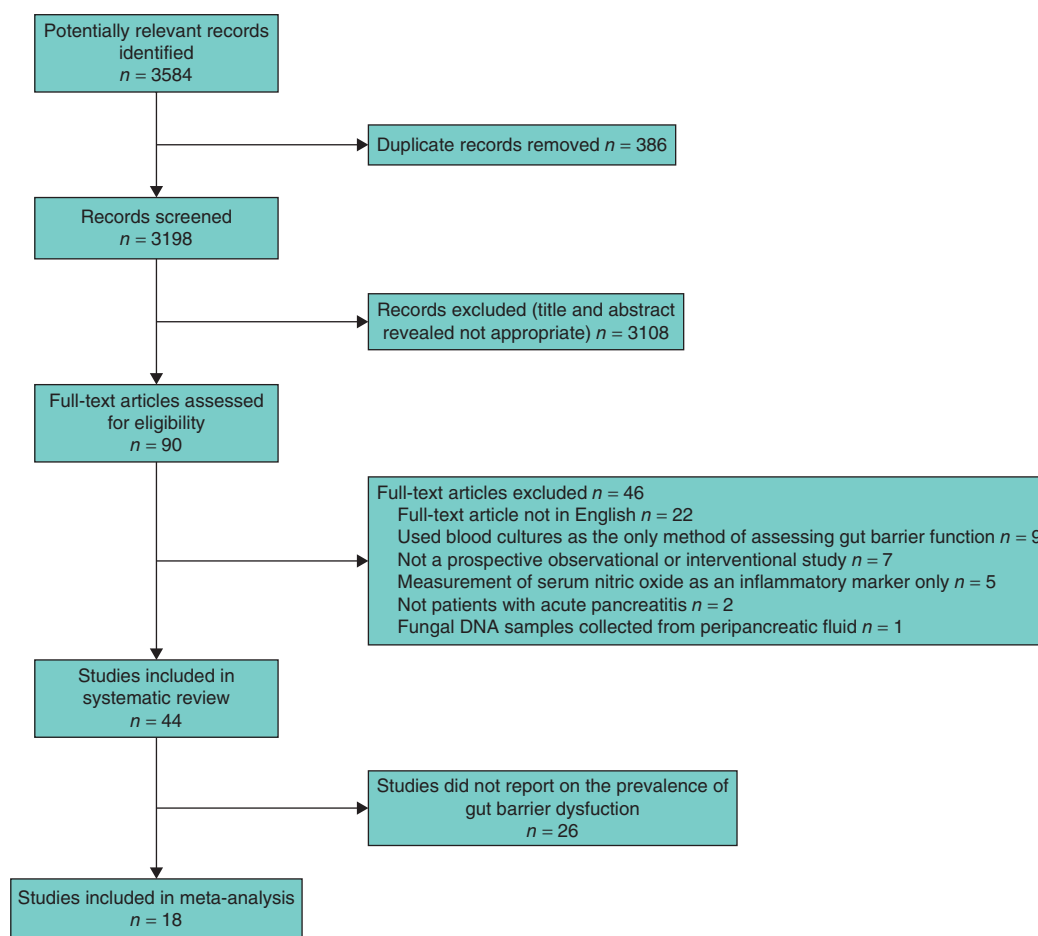 Potentially relevant records
identified
n = 3584
Duplicate records removed n = 386
Records screened
n = 3198
Records excluded (title and abstract
revealed not appropriate) n = 3108
Full-text articles assessed
for eligibility
n = 90
Full-text articles excluded n = 46
Full-text article not in English n = 22
Used blood cultures as the only method of assessing gut barrier function n = 9
Not a prospective observational or interventional study n = 7
Measurement of serum nitric oxide as an inflammatory marker only n = 5
Not patients with acute pancreatitis n = 2
Fungal DNA samples collected from peripancreatic fluid n = 1
Studies included in
systematic review
n = 44
Studies did not report on the prevalence of
gut barrier dysfuction
n = 26
Studies included in meta-analysis
n = 18